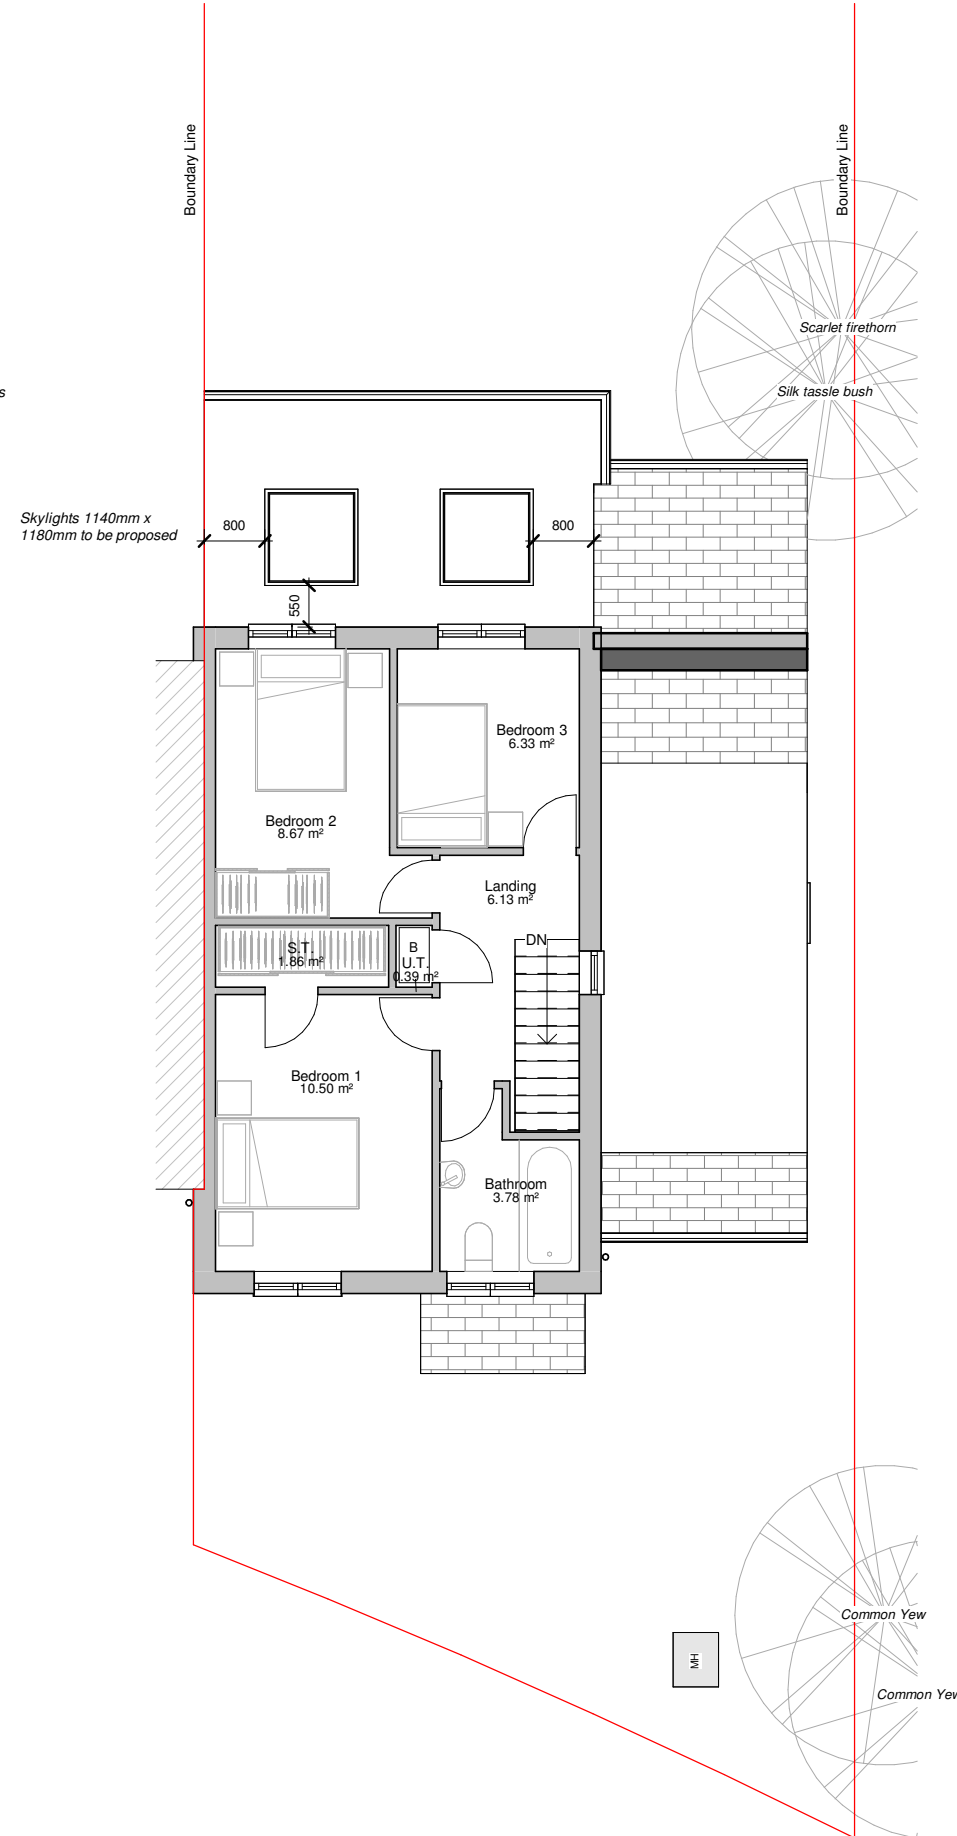 Boundary Line
Boundary Line
Scarlet firethorn
Silk tassle bush
s
Skylights 1140mm x
1180mm to be proposed
800
800
550
Bedroom 3
6.33 m²
Bedroom 2
8.67 m²
Landing
6.13 m²
DN
S.T.
1.86 m²
B
U.T.
0.39 m²
Bedroom 1
10.50 m²
Bathroom
3.78 m²
Common Yew
MH
Common Yew